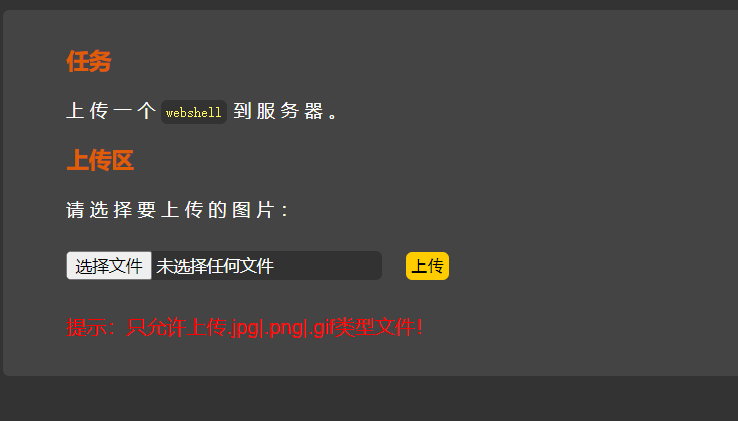 任务
上传一个 webshell 到服务器。
上传区
请选择要上传的图片：
选择文件 未选择任何文件 上传
提示：只允许上传.jpg|.png|.gif类型文件！